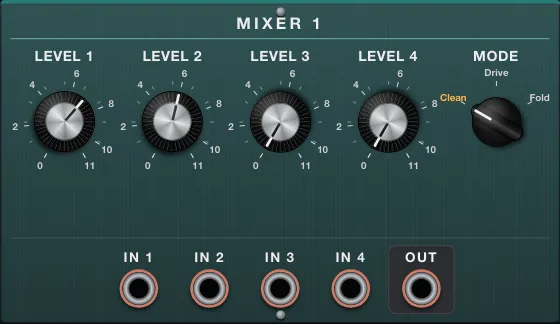 MIXER 1
LEVEL 1 LEVEL 2 LEVEL 3 LEVEL 4 MODE
0 2 4 6 8 10 11
0 2 4 6 8 10 11
0 2 4 6 8 10 11
0 2 4 6 8 10 11
Clean Drive Fold
IN 1 IN 2 IN 3 IN 4 OUT